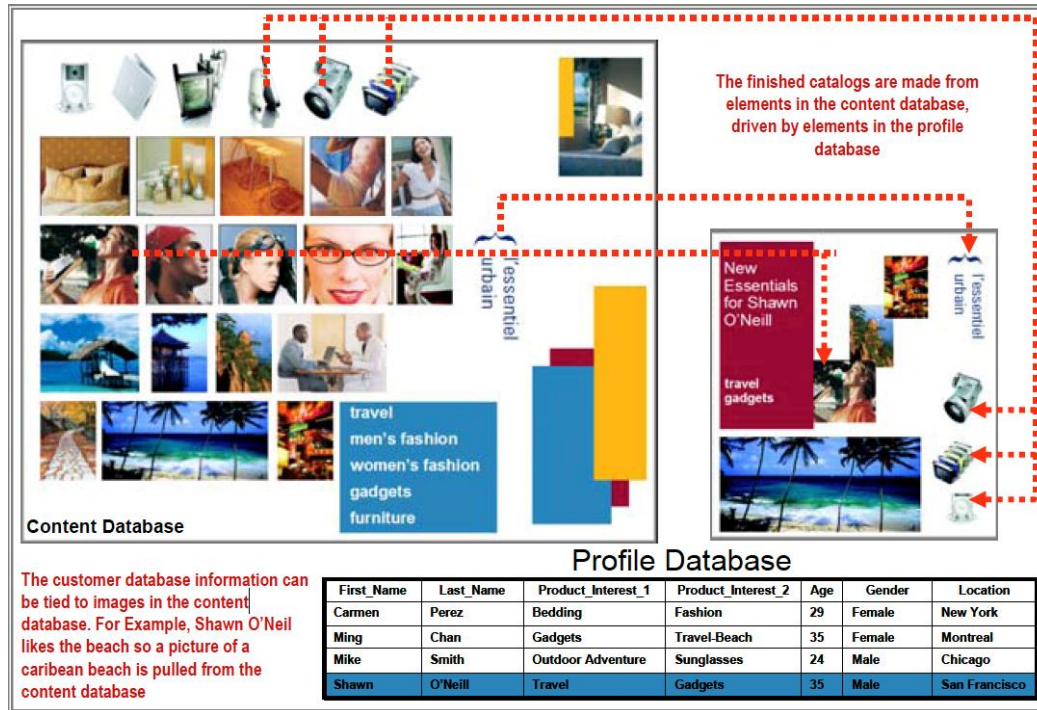 The finished catalogs are made from
elements in the content database,
driven by elements in the profile
database
l'essentiel
urbain
New
Essentials
for Shawn
O'Neill
travel
gadgets
l'essentiel
urbain
travel
men's fashion
women's fashion
gadgets
furniture
Content Database
The customer database information can
be tied to images in the content
database. For Example, Shawn O'Neil
likes the beach so a picture of a
caribean beach is pulled from the
content database
Profile Database
First_Name Last_Name Product_Interest_1 Product_Interest_2 Age Gender Location
Carmen Perez Bedding Fashion 29 Female New York
Ming Chan Gadgets Travel-Beach 35 Female Montreal
Mike Smith Outdoor Adventure Sunglasses 24 Male Chicago
Shawn O'Neill Travel Gadgets 35 Male San Francisco